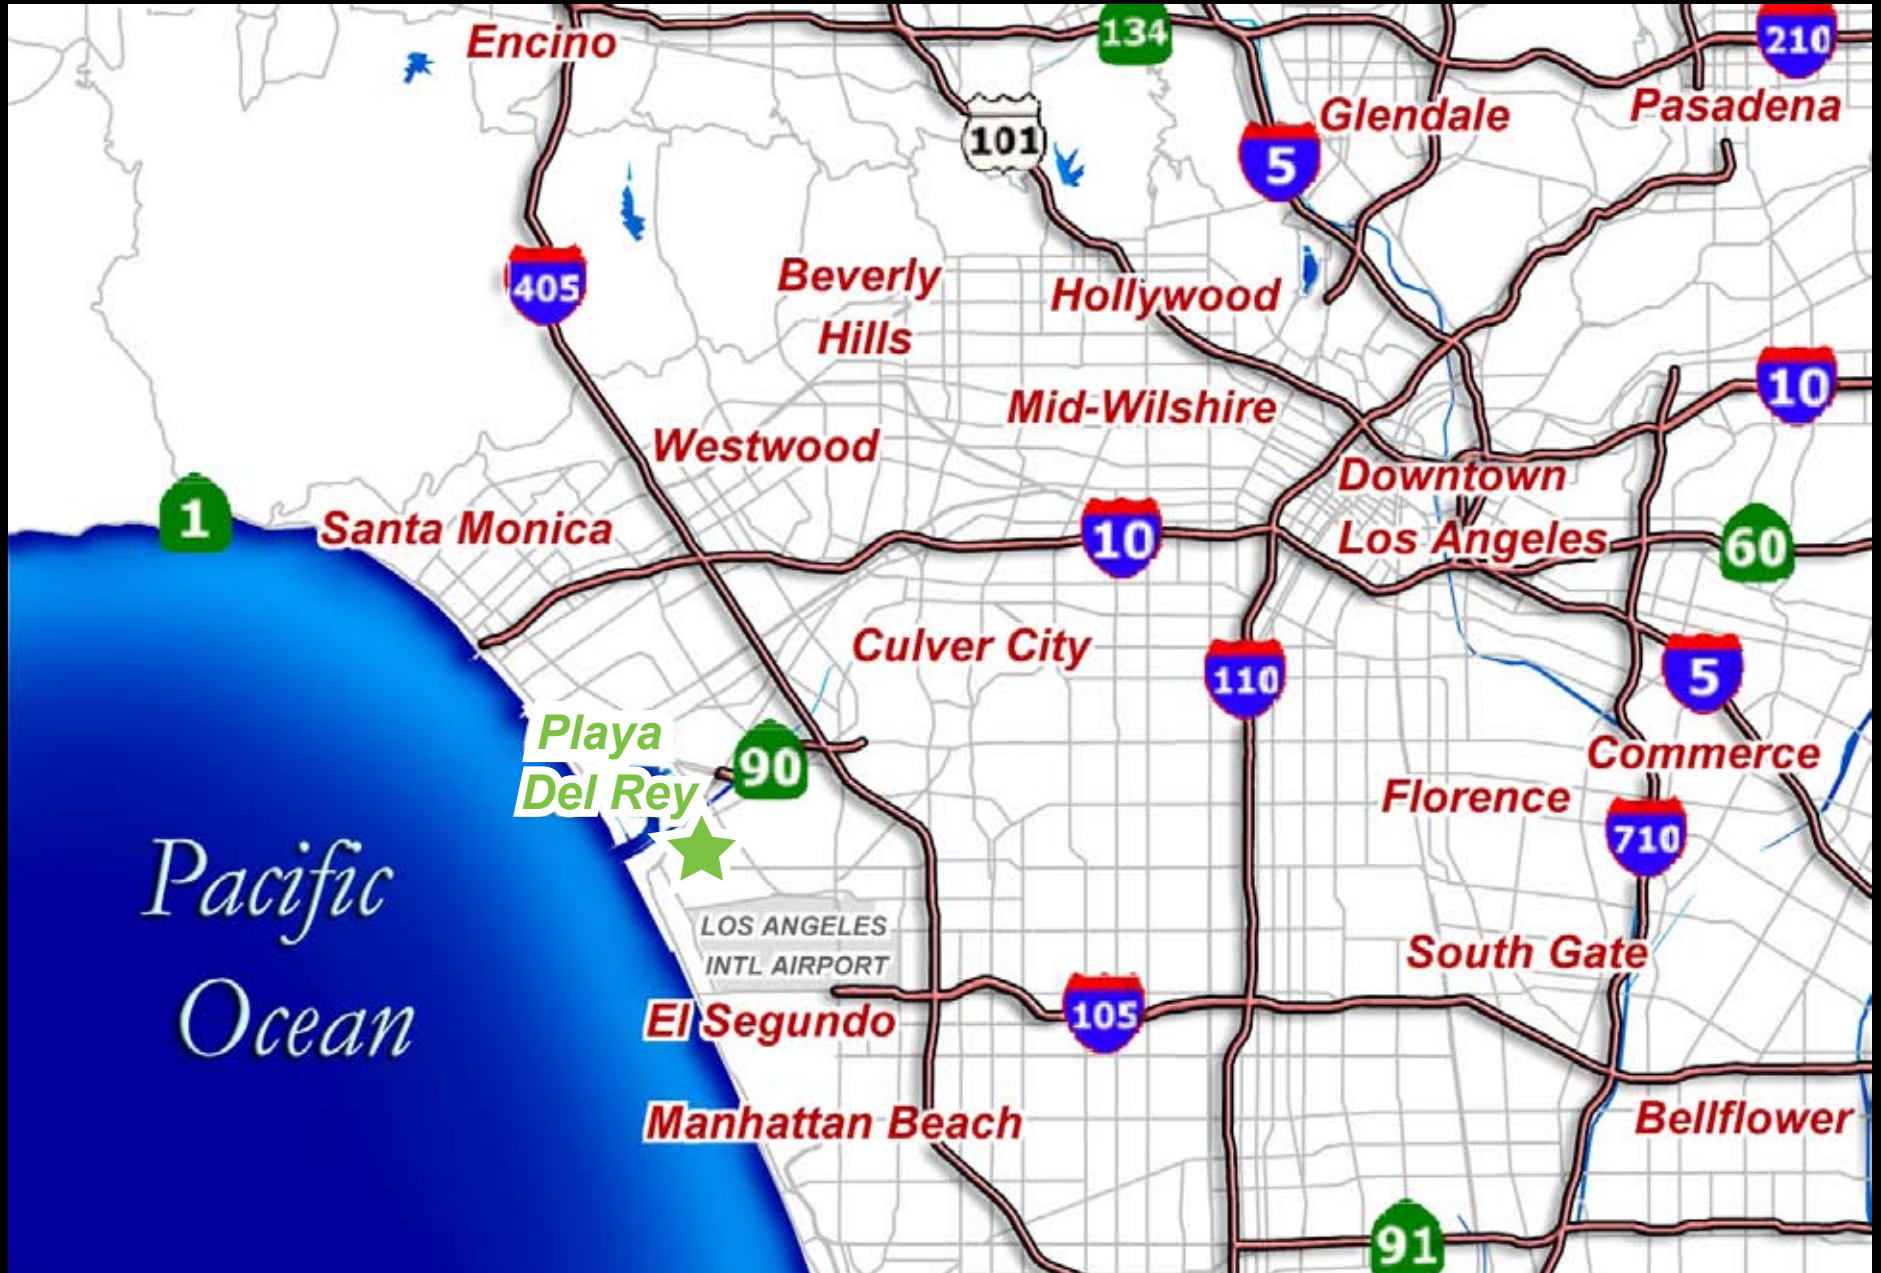 134
210
Encino
Glendale
Pasadena
101
5
405
Beverly
Hills
Hollywood
10
Mid-Wilshire
Westwood
Downtown
Los Angeles
1
Santa Monica
10
60
Culver City
110
5
Playa
Del Rey
90
Commerce
Florence
710
Pacific
Ocean
LOS ANGELES
INTL AIRPORT
South Gate
El Segundo
105
Manhattan Beach
Bellflower
91